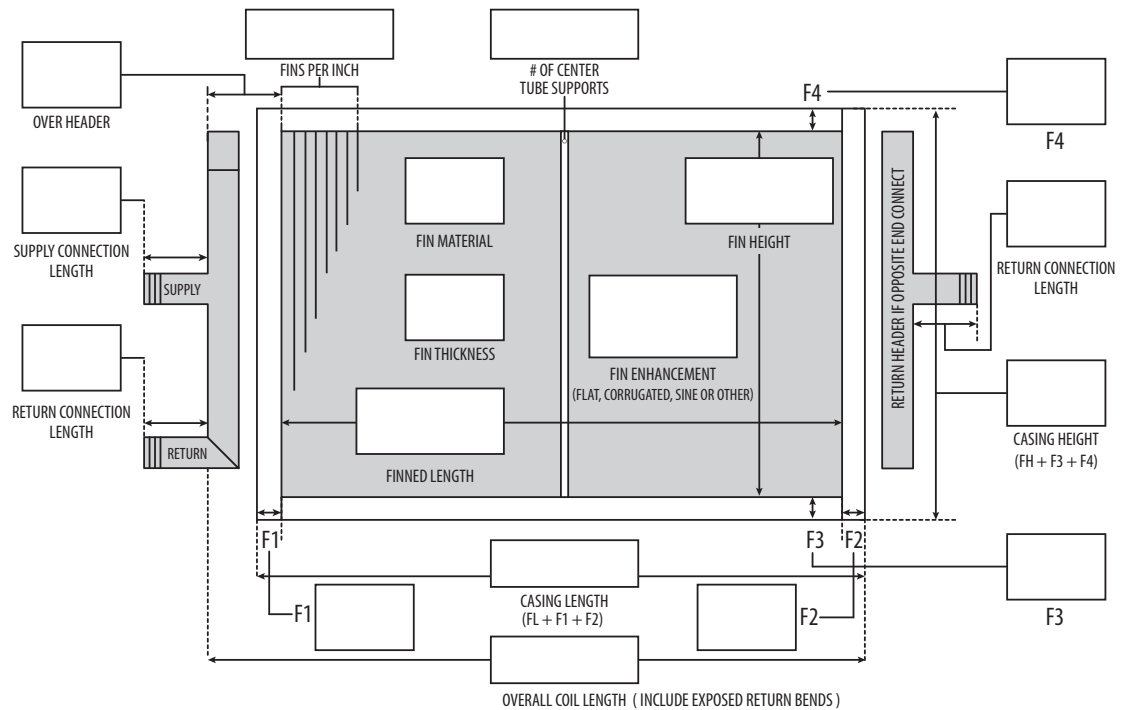 FINS PER INCH
# OF CENTER
TUBE SUPPORTS
F4
OVER HEADER
F4
SUPPLY CONNECTION
LENGTH
FIN MATERIAL
FIN HEIGHT
RETURN HEADER IF OPPOSITE END CONNECT
RETURN CONNECTION
LENGTH
SUPPLY
FIN THICKNESS
FIN ENHANCEMENT
(FLAT, CORRUGATED, SINE OR OTHER)
RETURN CONNECTION
LENGTH
RETURN
FINNED LENGTH
CASING HEIGHT
(FH + F3 + F4)
F1
F3
F2
CASING LENGTH
(FL + F1 + F2)
F1
F2
F3
OVERALL COIL LENGTH ( INCLUDE EXPOSED RETURN BENDS )